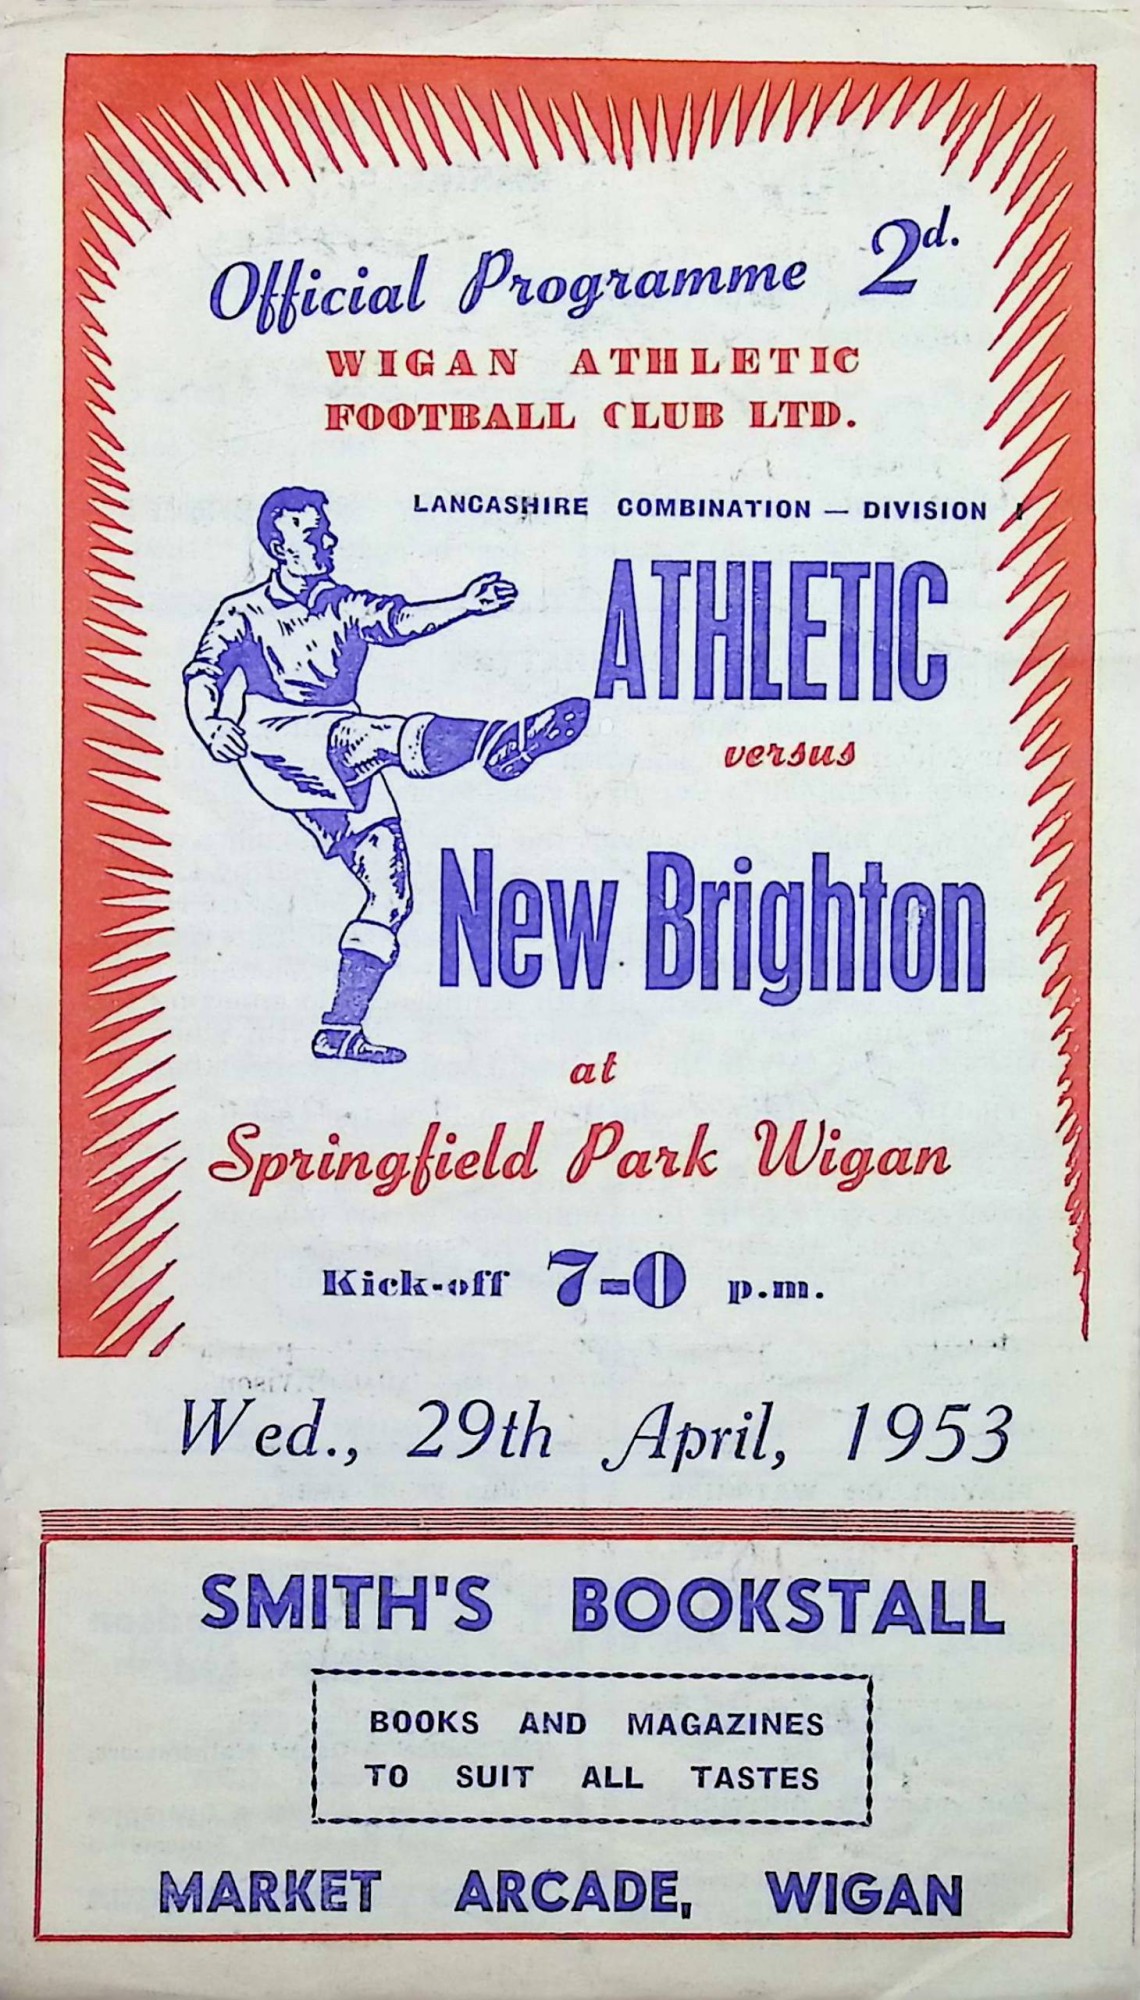 Official Programme 2d.
WIGAN ATHLETIC
FOOTBALL CLUB LTD.
LANCASHIRE COMBINATION — DIVISION I
ATHLETIC
versus
New Brighton
at
Springfield Park Wigan
Kick-off 7-0 p.m.
Wed., 29th April, 1953
SMITH'S BOOKSTALL
BOOKS AND MAGAZINES
TO SUIT ALL TASTES
MARKET ARCADE, WIGAN